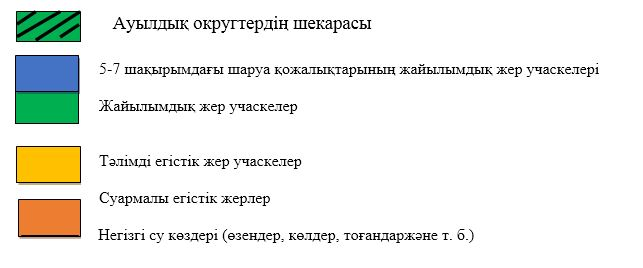 Ауылдық округтердің шекарасы
5-7 шақырымдағы шаруа қожалықтарының жайылымдық жер учаскелері
Жайылымдық жер учаскелер
Тәлімді егістік жер учаскелер
Суармалы егістік жерлер
Негізгі су көздері (өзендер, көлдер, тоғандаржәне т. б.)